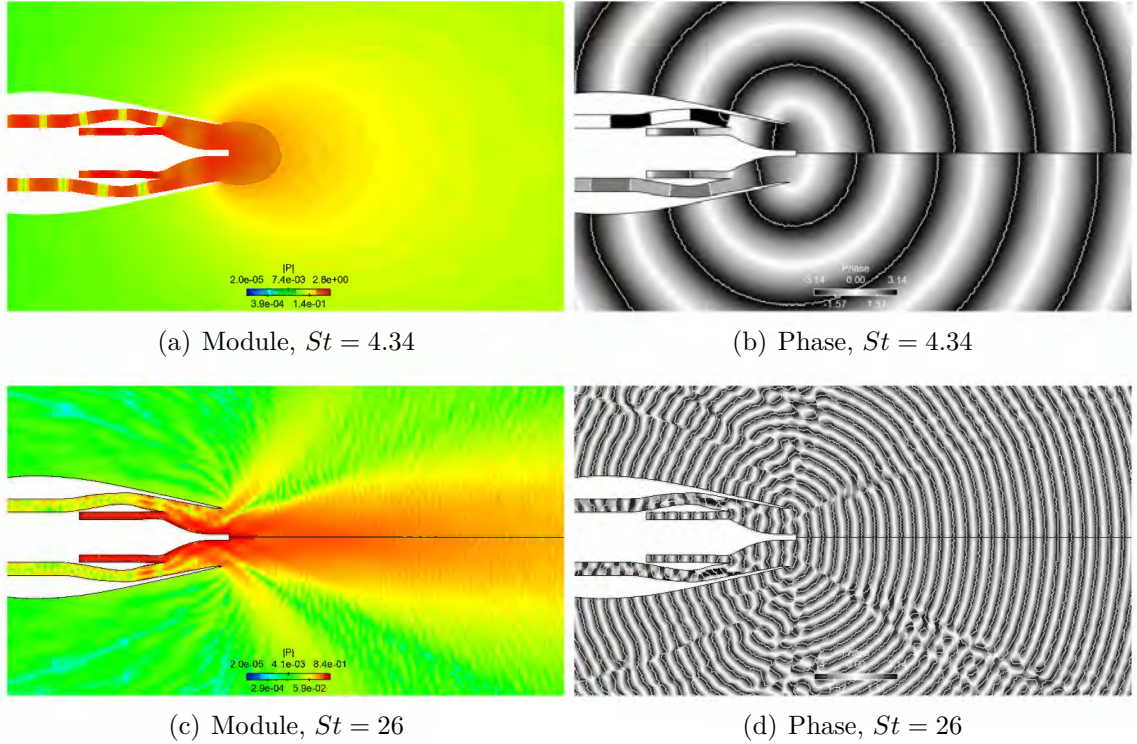 |P|
2.0e-05 7.4e-03 2.8e+00
3.9e-04 1.4e-01
Phase
-3.14 0.00 3.14
-1.57 1.57
(a) Module, St = 4.34
(b) Phase, St = 4.34
|P|
2.0e-05 4.1e-03 8.4e-01
2.9e-04 5.9e-02
(c) Module, St = 26
(d) Phase, St = 26